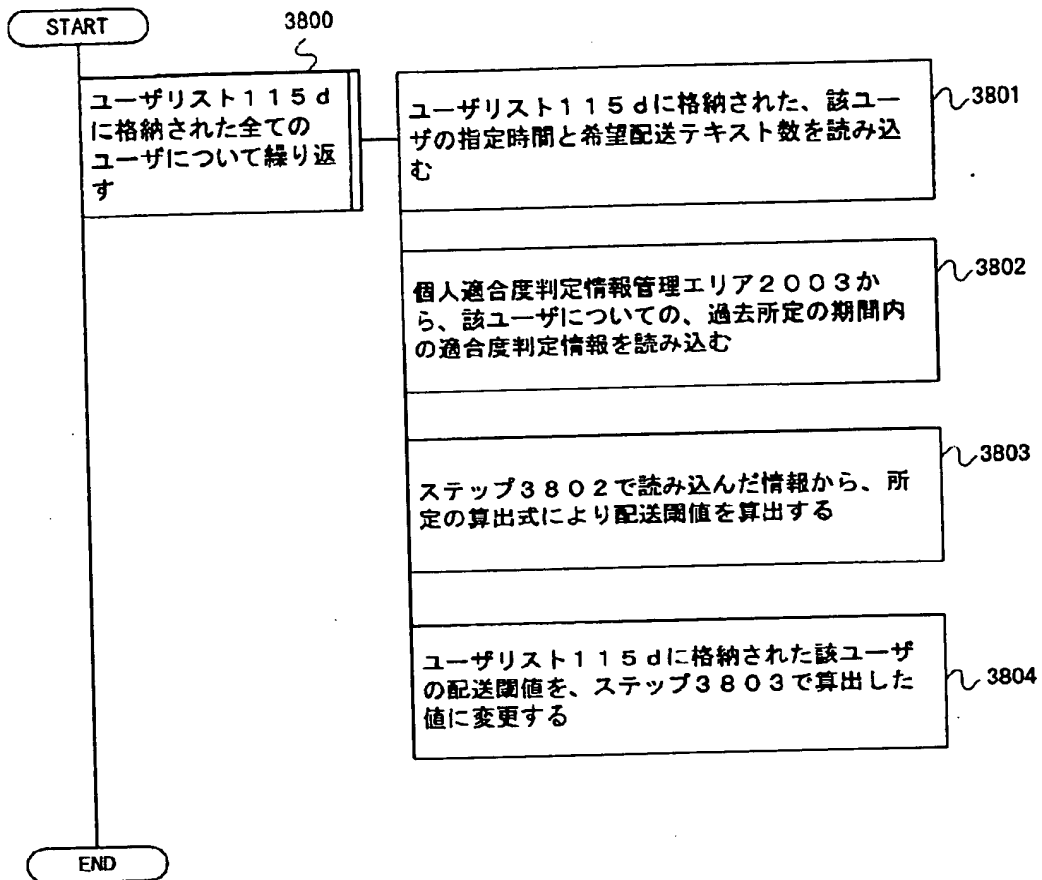 START
3800
ユーザリスト１１５ｄ
に格納された全ての
ユーザについて繰り返
す
ユーザリスト１１５ｄに格納された、該ユー
ザの指定時間と希望配送テキスト数を読み込
む
3801
個人適合度判定情報管理エリア２００３か
ら、該ユーザについての、過去所定の期間内
の適合度判定情報を読み込む
3802
ステップ３８０２で読み込んだ情報から、所
定の算出式により配送閾値を算出する
3803
ユーザリスト１１５ｄに格納された該ユーザ
の配送閾値を、ステップ３８０３で算出した
値に変更する
3804
END